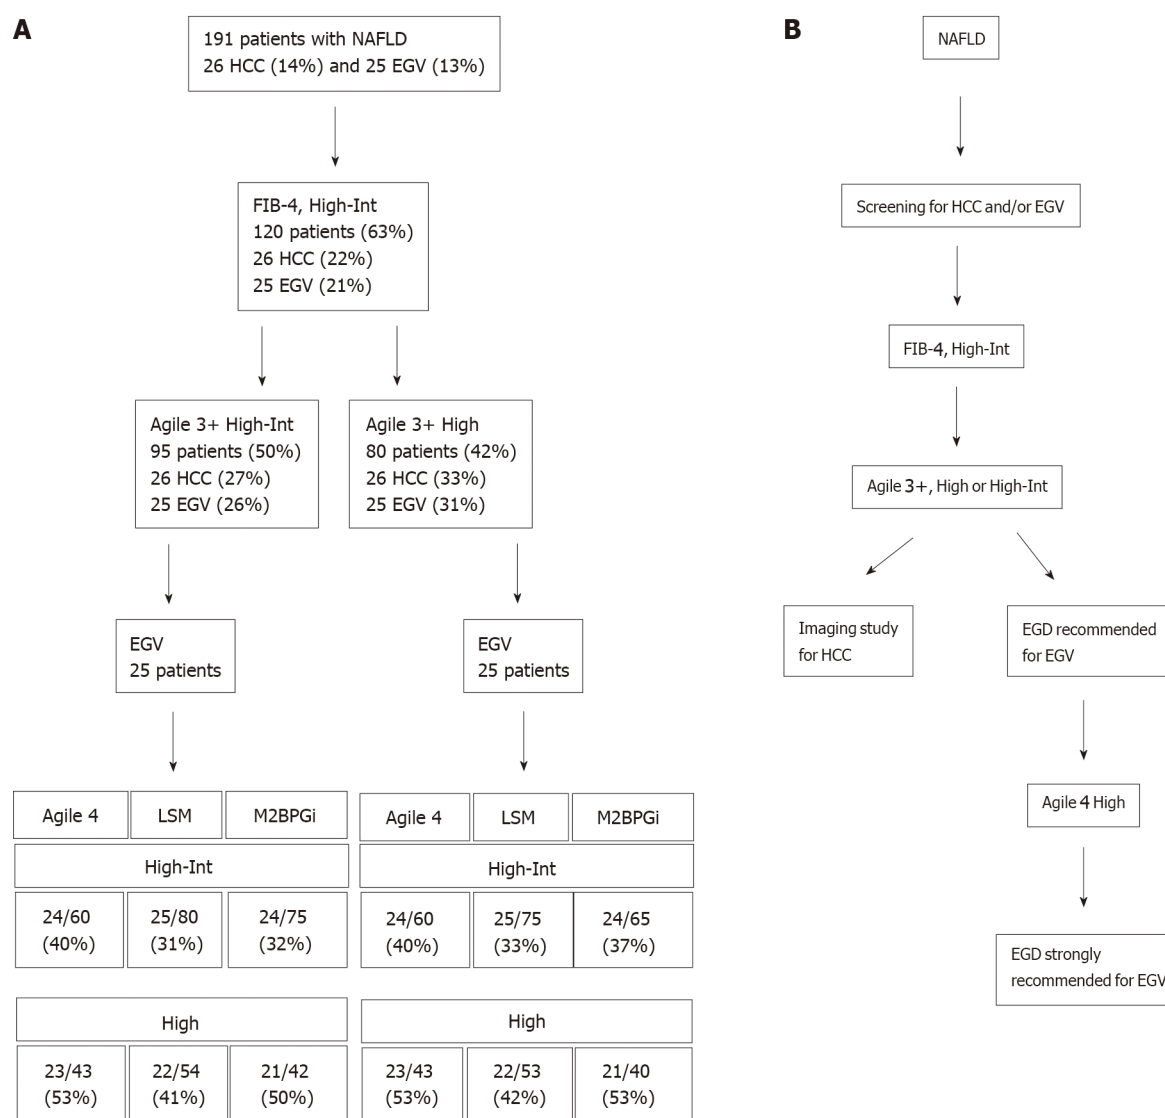 A
191 patients with NAFLD
26 HCC (14%) and 25 EGV (13%)
FIB-4, High-Int
120 patients (63%)
26 HCC (22%)
25 EGV (21%)
Agile 3+ High-Int
95 patients (50%)
26 HCC (27%)
25 EGV (26%)
Agile 3+ High
80 patients (42%)
26 HCC (33%)
25 EGV (31%)
EGV
25 patients
EGV
25 patients
Agile 4 LSM M2BPGi
High-Int
24/60 25/80 24/75
(40%) (31%) (32%)
High
23/43 22/54 21/42
(53%) (41%) (50%)
Agile 4 LSM M2BPGi
High-Int
24/60 25/75 24/65
(40%) (33%) (37%)
High
23/43 22/53 21/40
(53%) (42%) (53%)
B
NAFLD
Screening for HCC and/or EGV
FIB-4, High-Int
Agile 3+, High or High-Int
Imaging study
for HCC
EGD recommended
for EGV
Agile 4 High
EGD strongly
recommended for EGV